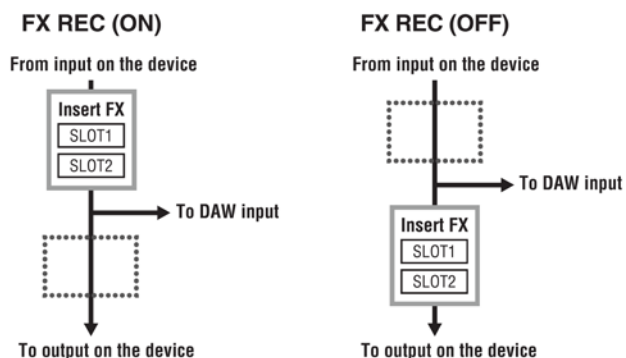 FX REC (ON)
From input on the device
Insert FX
SLOT1
SLOT2
To DAW input
To output on the device
FX REC (OFF)
From input on the device
To DAW input
Insert FX
SLOT1
SLOT2
To output on the device